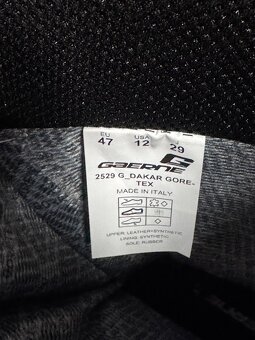 EU USA
47 12 29
GAERNE G
2529 G_DAKAR GORE-
TEX
MADE IN ITALY
UPPER: LEATHER+SYNTHETIC
LINING: SYNTHETIC
SOLE: RUBBER